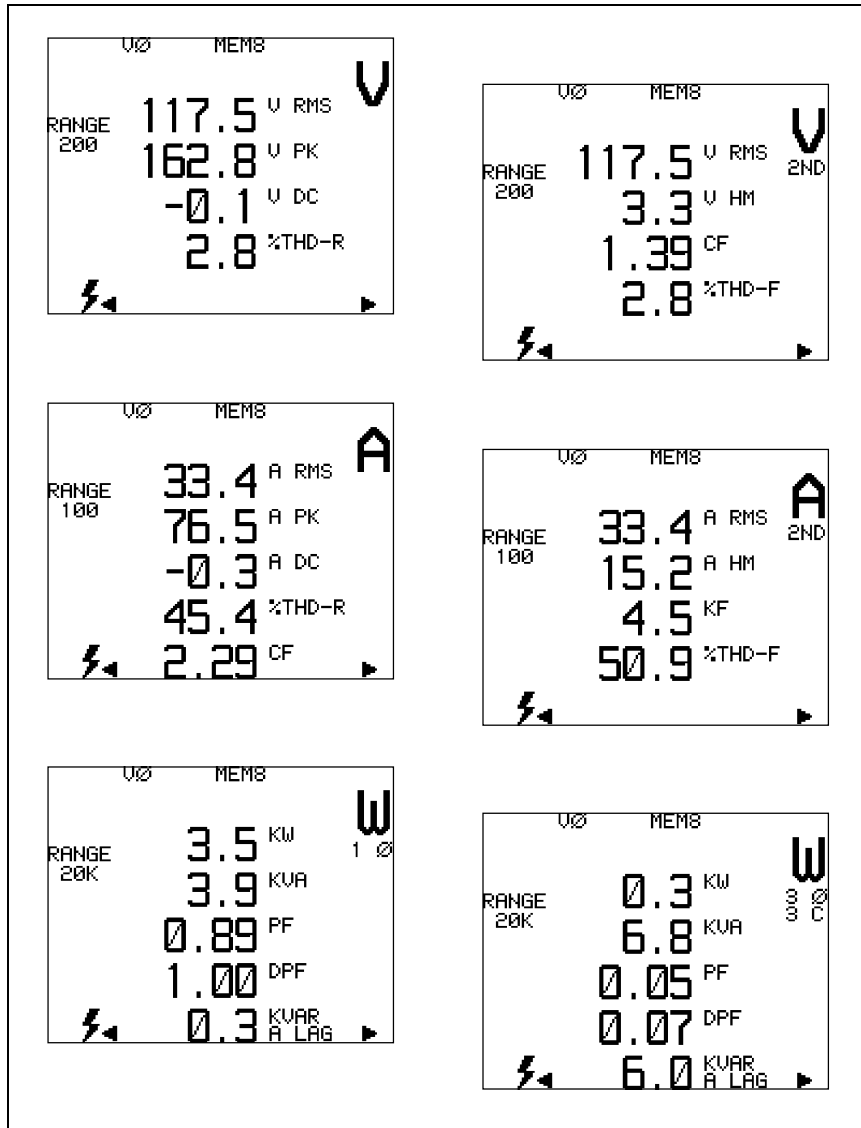 VØ MEM8
V
RANGE
200
117.5 V RMS
162.8 V PK
-0.1 V DC
2.8 %THD-R
VØ MEM8
V
2ND
RANGE
200
117.5 V RMS
3.3 V HM
1.39 CF
2.8 %THD-F
VØ MEM8
A
RANGE
100
33.4 A RMS
76.5 A PK
-0.3 A DC
45.4 %THD-R
2.29 CF
VØ MEM8
A
2ND
RANGE
100
33.4 A RMS
15.2 A HM
4.5 KF
50.9 %THD-F
VØ MEM8
W
1 Ø
RANGE
20K
3.5 KW
3.9 KVA
0.89 PF
1.00 DPF
0.3 KVAR
A LAG
VØ MEM8
W
3 Ø
3 C
RANGE
20K
0.3 KW
6.8 KVA
0.05 PF
0.07 DPF
6.0 KVAR
A LAG